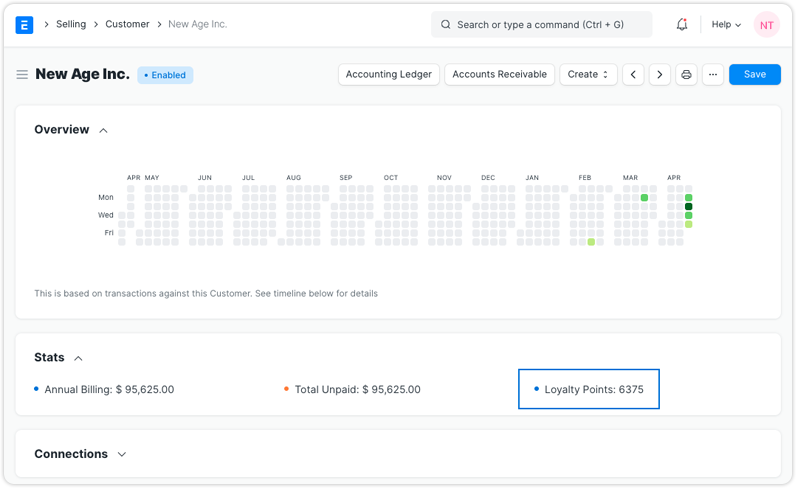 E Selling Customer New Age Inc. Search or type a command (Ctrl + G) Help NT
New Age Inc. Enabled Accounting Ledger Accounts Receivable Create ... Save
Overview
APR MAY JUN JUL AUG SEP OCT NOV DEC JAN FEB MAR APR
Mon
Wed
Fri
This is based on transactions against this Customer. See timeline below for details
Stats
Annual Billing: $ 95,625.00 Total Unpaid: $ 95,625.00 Loyalty Points: 6375
Connections